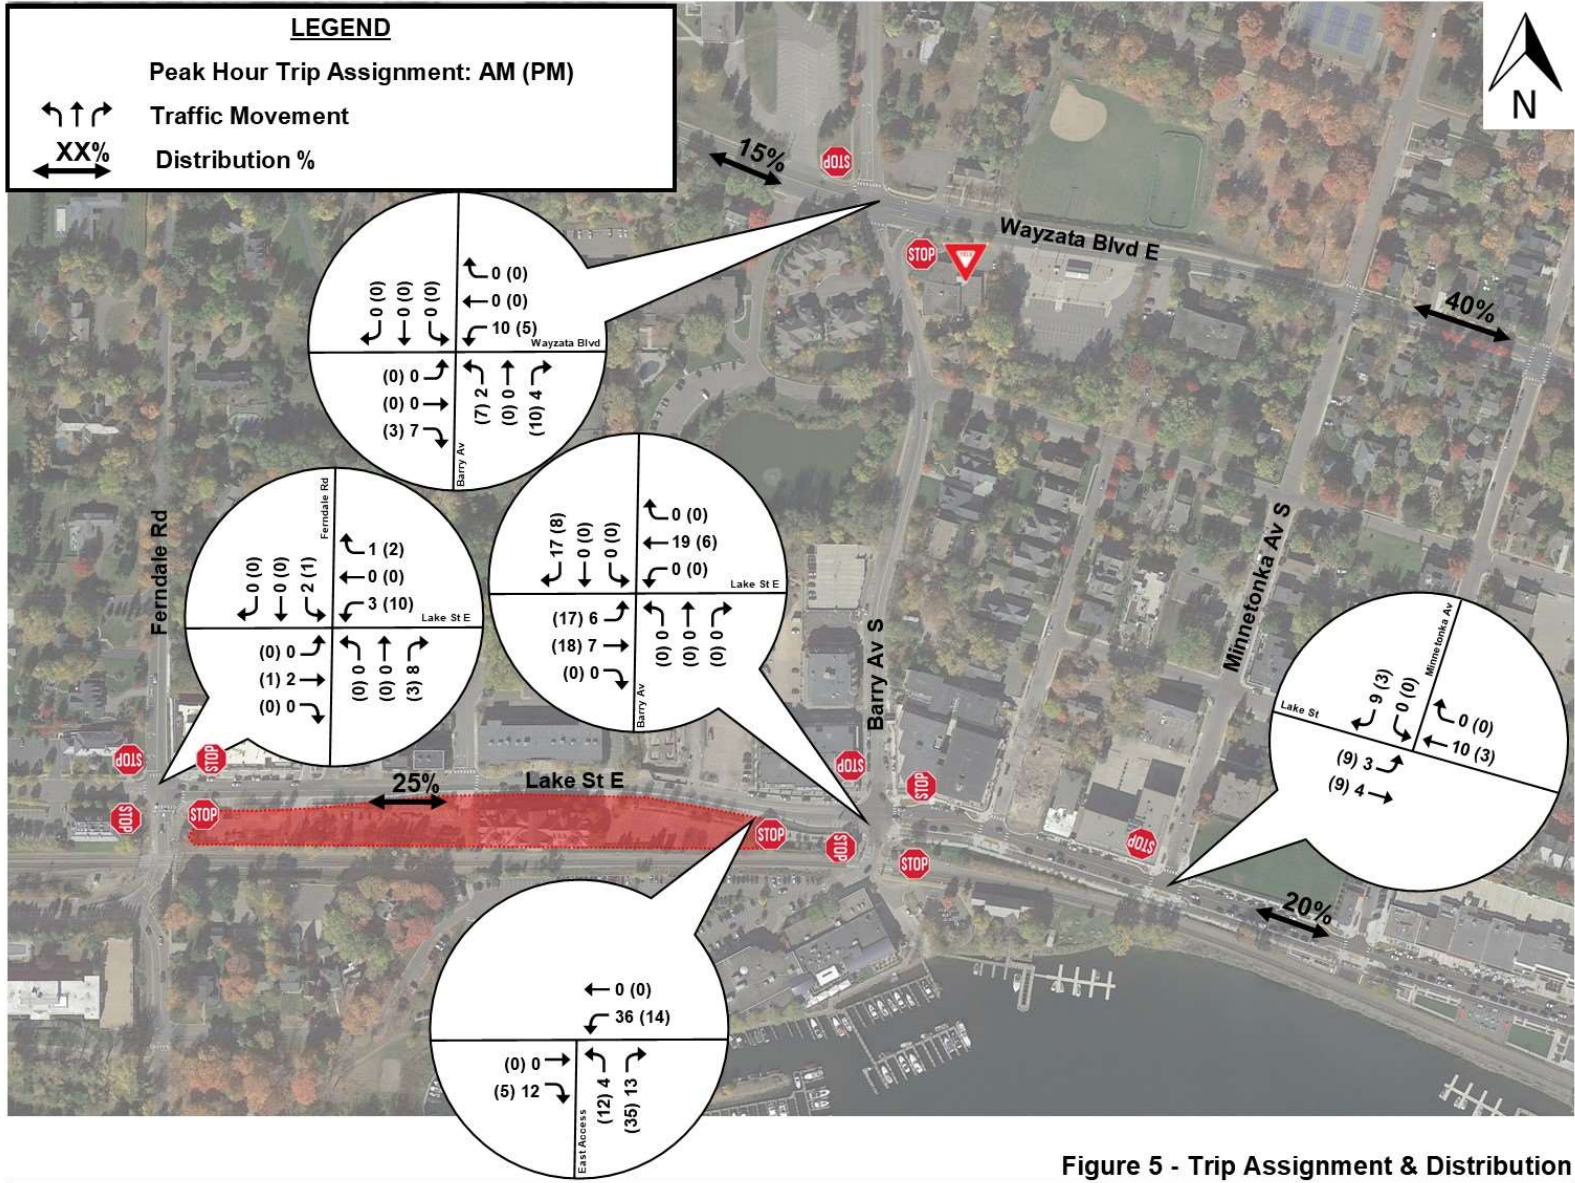 LEGEND
Peak Hour Trip Assignment: AM (PM)
Traffic Movement
XX%
Distribution %
N
15%
STOP
Wayzata Blvd E
STOP
40%
0 (0)
0 (0)
0 (0)
0 (0)
0 (0)
10 (5)
Wayzata Blvd
(0) 0
(0) 0
(3) 7
(7) 2
(0) 0
(10) 4
Barry Av
Ferndale Rd
Ferndale Rd
0 (0)
0 (0)
2 (1)
1 (2)
0 (0)
3 (10)
Lake St E
(0) 0
(1) 2
(0) 0
(0) 0
(0) 0
(3) 8
17 (8)
0 (0)
0 (0)
0 (0)
19 (6)
0 (0)
Lake St E
(17) 6
(18) 7
(0) 0
(0) 0
(0) 0
(0) 0
Barry Av
Barry Av S
Minnetonka Av S
Minnetonka Av
Lake St
9 (3)
0 (0)
0 (0)
10 (3)
(9) 3
(9) 4
STOP
STOP
STOP
STOP
25%
Lake St E
STOP
STOP
STOP
STOP
STOP
STOP
20%
0 (0)
36 (14)
(0) 0
(5) 12
(12) 4
(35) 13
East Access
Figure 5 - Trip Assignment & Distribution